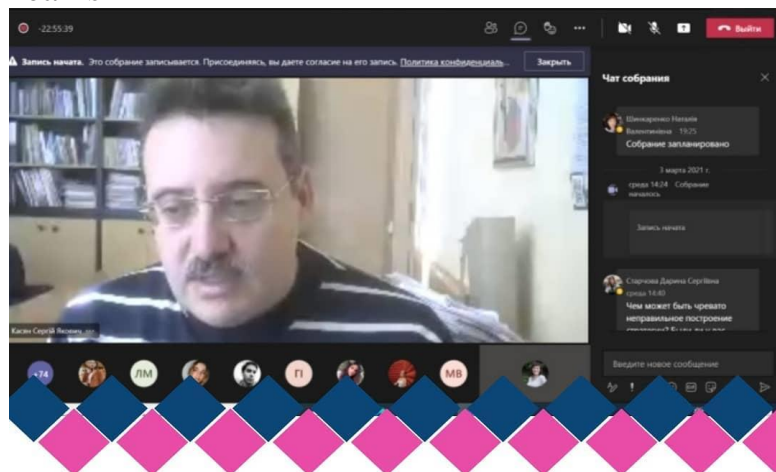 -22:55:39
Выйти
Запись начата. Это собрание записывается. Присоединяясь, вы даете согласие на его запись. Политика конфиденциаль...
Закрыть
Чат собрания
Шинкаренко Наталія
Валентинівна 19:25
Собрание запланировано
3 марта 2021 г.
среда 14:24 Собрание
началось
Запись начата
Старчова Дарина Сергіївна
среда 14:40
Чем может быть чревато
неправильное построение
Касян Сергій Якович
+74
ЛМ
ГІ
МВ
Введите новое сообщение
GIF